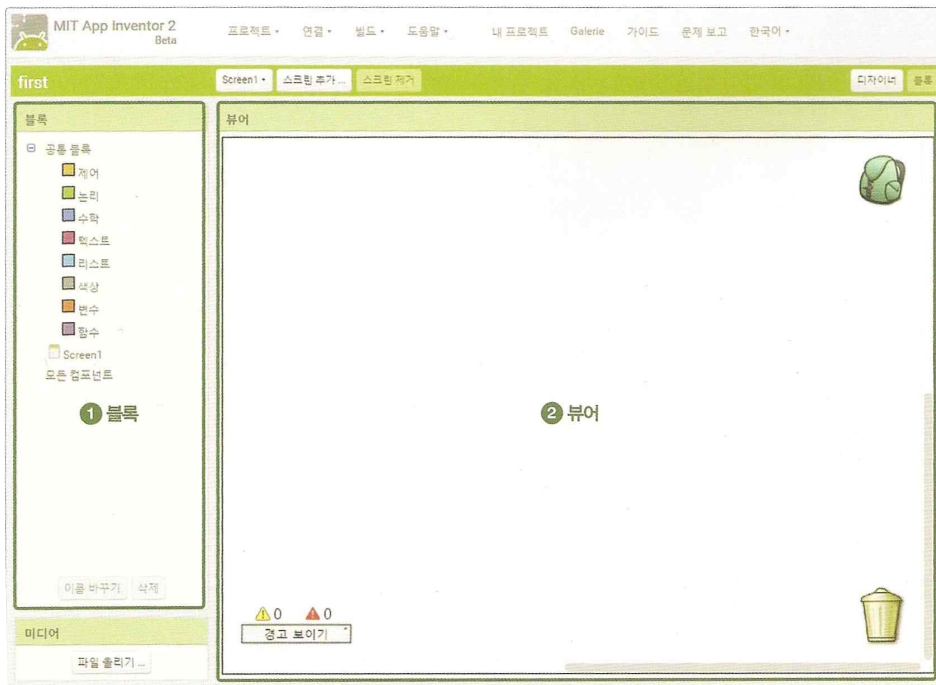 MIT App Inventor 2
Beta
프로젝트 연결 빌드 도움말 내 프로젝트 Galerie 가이드 문제 보고 한국어
first
Screen1 스크린 추가 ... 스크린 제거
디자이너 블록
블록
공통 블록
제어
논리
수학
텍스트
리스트
색상
변수
함수
Screen1
모든 컴포넌트
1 블록
이름 바꾸기 삭제
미디어
파일 올리기 ...
뷰어
2 뷰어
0 0
경고 보이기